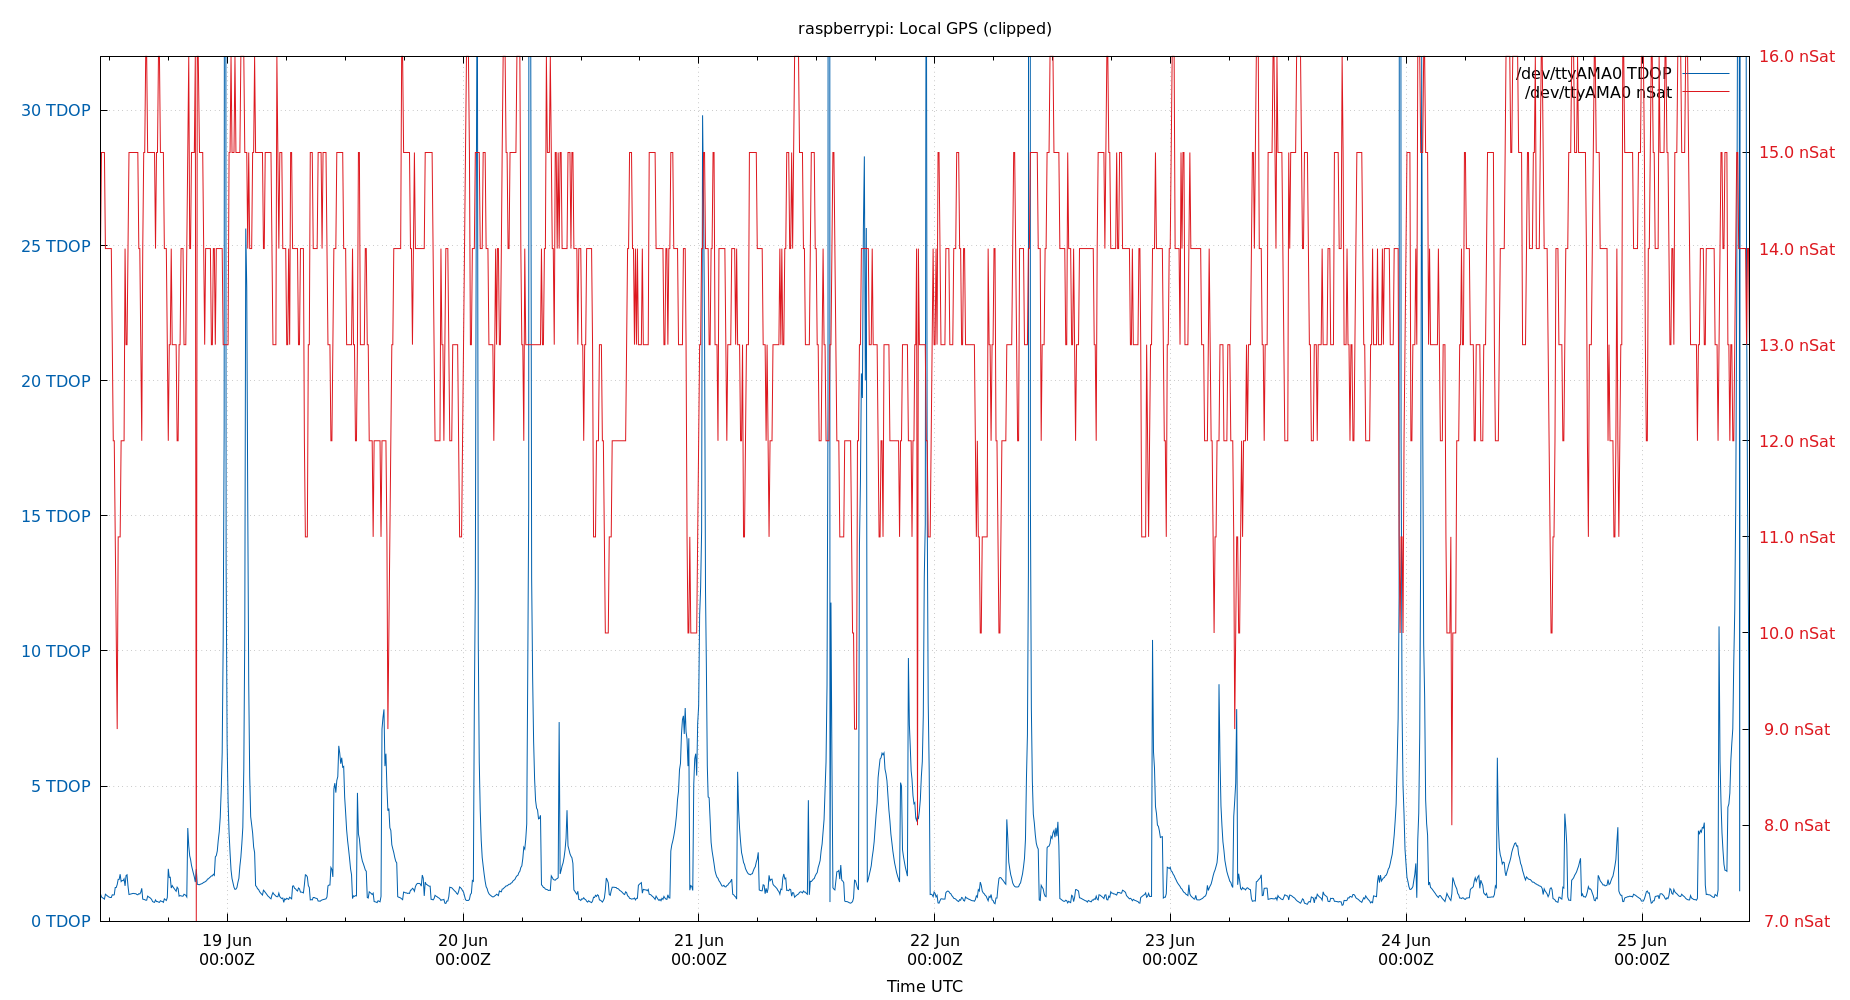 raspberrypi: Local GPS (clipped)
/dev/ttyAMA0 TDOP
/dev/ttyAMA0 nSat
30 TDOP
25 TDOP
20 TDOP
15 TDOP
10 TDOP
5 TDOP
0 TDOP
16.0 nSat
15.0 nSat
14.0 nSat
13.0 nSat
12.0 nSat
11.0 nSat
10.0 nSat
9.0 nSat
8.0 nSat
7.0 nSat
19 Jun 20 Jun 21 Jun 22 Jun 23 Jun 24 Jun 25 Jun
00:00Z 00:00Z 00:00Z 00:00Z 00:00Z 00:00Z 00:00Z
Time UTC